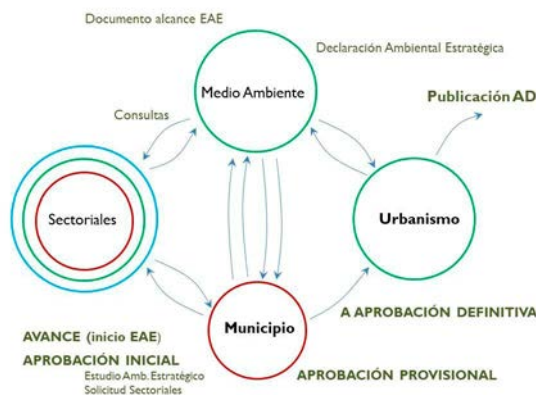 Documento alcance EAE
Declaración Ambiental Estratégica
Medio Ambiente
Publicación AD
Consultas
Sectoriales
Urbanismo
Municipio
A APROBACIÓN DEFINITIVA
AVANCE (inicio EAE)
APROBACIÓN INICIAL
Estudio Amb. Estratégico
Solicitud Sectoriales
APROBACIÓN PROVISIONAL